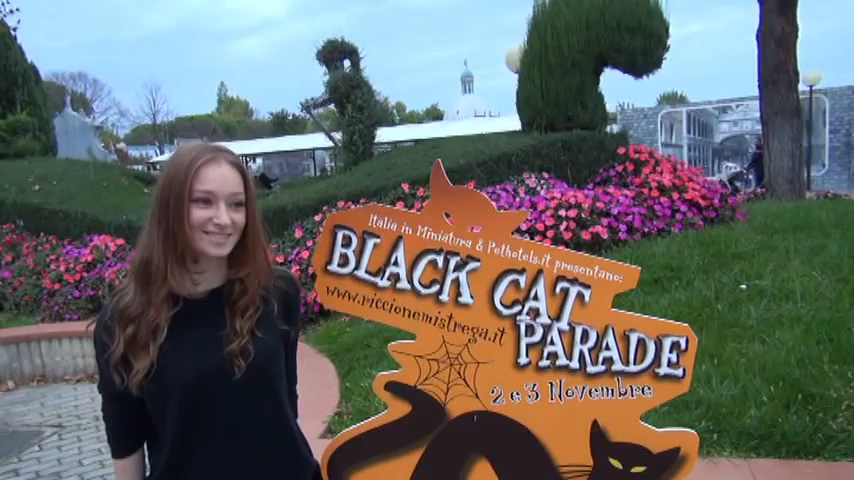 Italia in Miniatura & Pethotels.it presentano:
BLACK CAT
www.riccionemistrega.it
PARADE
2 e 3 Novembre